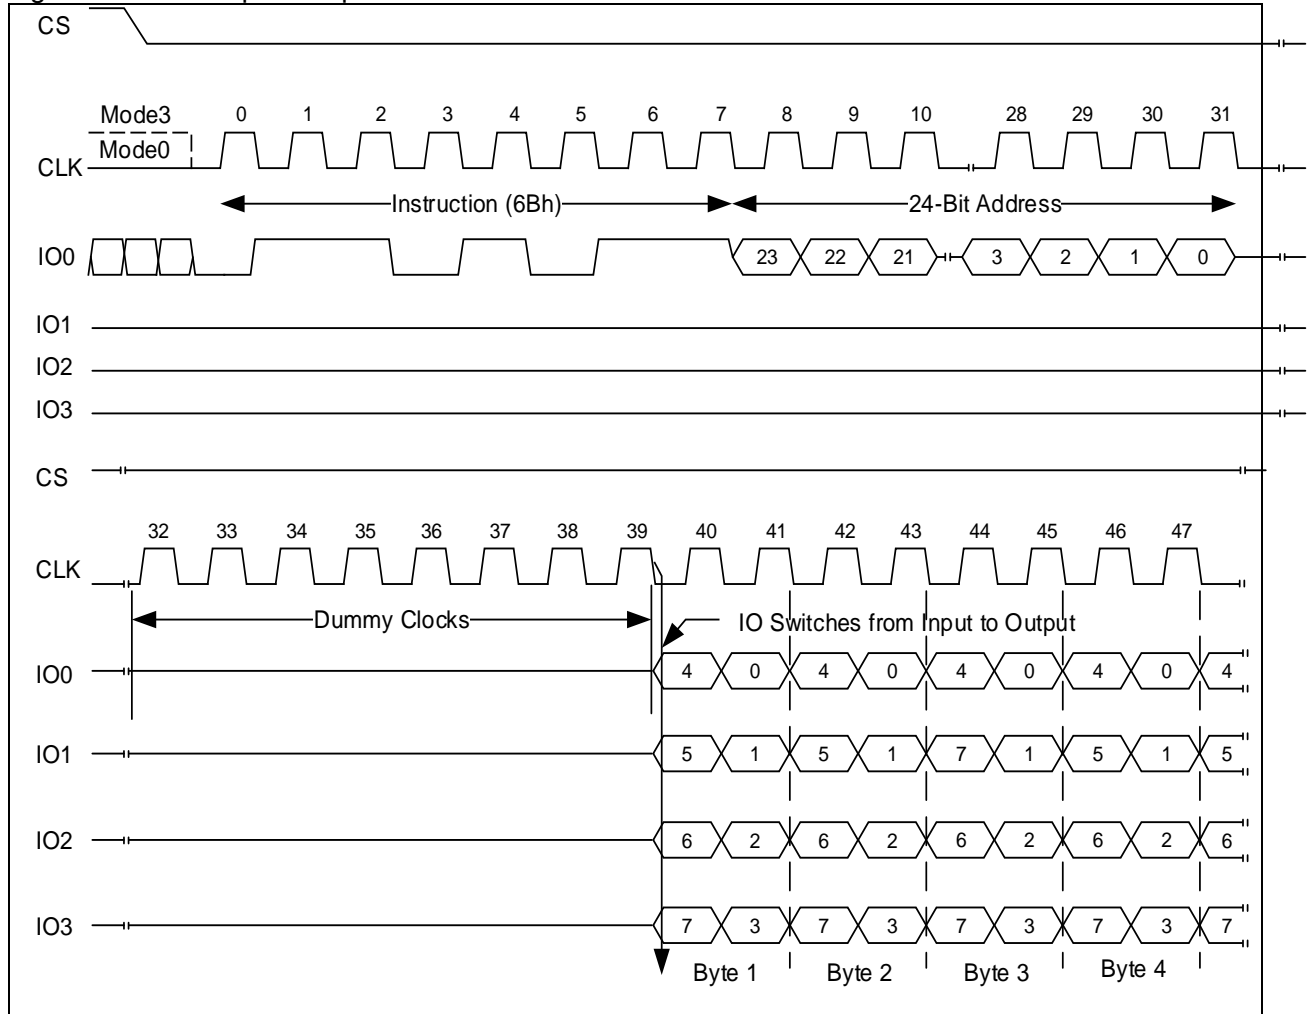 CS
Mode3 0 1 2 3 4 5 6 7 8 9 10 28 29 30 31
Mode0
CLK
Instruction (6Bh) 24-Bit Address
IO0 23 22 21 3 2 1 0
IO1
IO2
IO3
CS
32 33 34 35 36 37 38 39 40 41 42 43 44 45 46 47
CLK
Dummy Clocks IO Switches from Input to Output
IO0 4 0 4 0 4 0 4 0 4
IO1 5 1 5 1 7 1 5 1 5
IO2 6 2 6 2 6 2 6 2 6
IO3 7 3 7 3 7 3 7 3 7
Byte 1 Byte 2 Byte 3 Byte 4